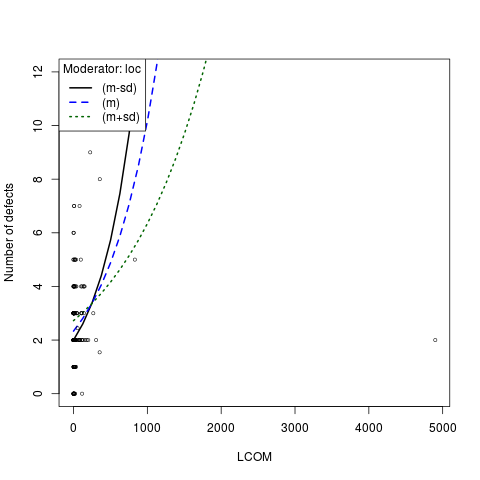 Moderator: loc
(m-sd)
(m)
(m+sd)
Number of defects
12
10
8
6
4
2
0
0 1000 2000 3000 4000 5000
LCOM